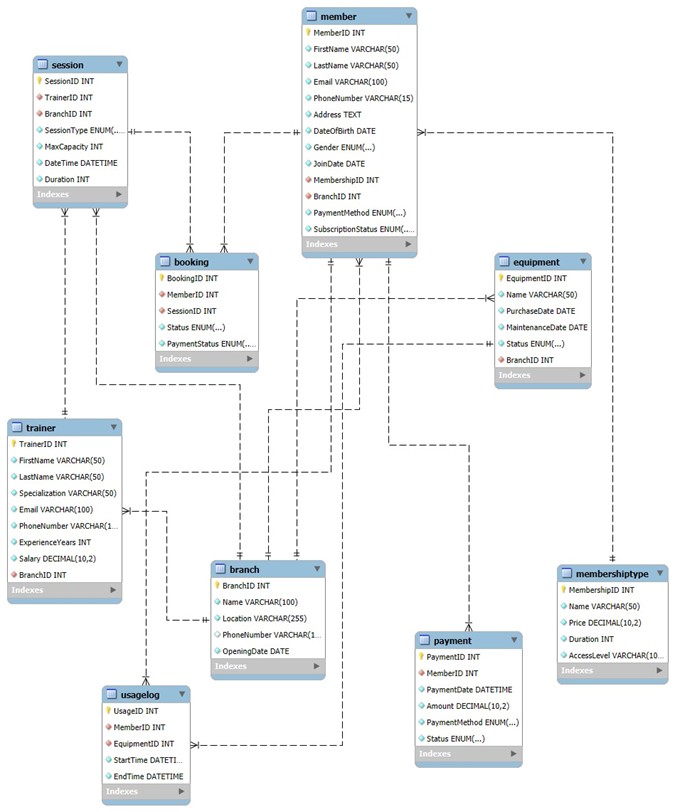 member
MemberID INT
FirstName VARCHAR(50)
LastName VARCHAR(50)
Email VARCHAR(100)
PhoneNumber VARCHAR(15)
Address TEXT
DateOfBirth DATE
Gender ENUM(...)
JoinDate DATE
MembershipID INT
BranchID INT
PaymentMethod ENUM(...)
SubscriptionStatus ENUM(...
Indexes
session
SessionID INT
TrainerID INT
BranchID INT
SessionType ENUM(...
MaxCapacity INT
DateTime DATETIME
Duration INT
Indexes
booking
BookingID INT
MemberID INT
SessionID INT
Status ENUM(...)
PaymentStatus ENUM(...
Indexes
equipment
EquipmentID INT
Name VARCHAR(50)
PurchaseDate DATE
MaintenanceDate DATE
Status ENUM(...)
BranchID INT
Indexes
trainer
TrainerID INT
FirstName VARCHAR(50)
LastName VARCHAR(50)
Specialization VARCHAR(50)
Email VARCHAR(100)
PhoneNumber VARCHAR(1...
ExperienceYears INT
Salary DECIMAL(10,2)
BranchID INT
Indexes
branch
BranchID INT
Name VARCHAR(100)
Location VARCHAR(255)
PhoneNumber VARCHAR(1...
OpeningDate DATE
Indexes
membershiptype
MembershipID INT
Name VARCHAR(50)
Price DECIMAL(10,2)
Duration INT
AccessLevel VARCHAR(10...
Indexes
payment
PaymentID INT
MemberID INT
PaymentDate DATETIME
Amount DECIMAL(10,2)
PaymentMethod ENUM(...)
Status ENUM(...)
Indexes
usagelog
UsageID INT
MemberID INT
EquipmentID INT
StartTime DATETI...
EndTime DATETIME
Indexes